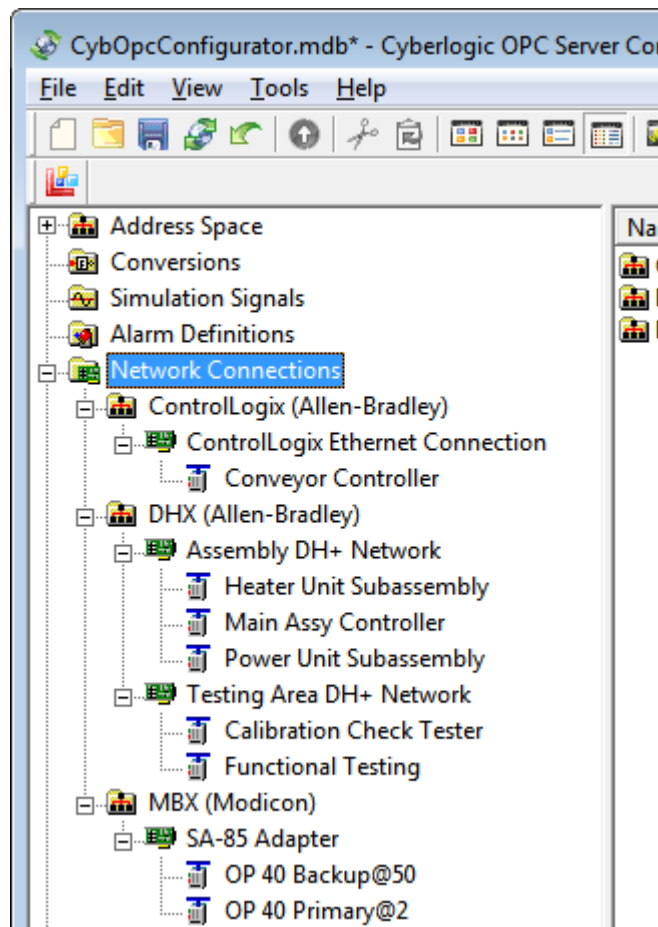 CybOpcConfigurator.mdb* - Cyberlogic OPC Server
File Edit View Tools Help
Address Space
Conversions
Simulation Signals
Alarm Definitions
Network Connections
ControlLogix (Allen-Bradley)
ControlLogix Ethernet Connection
Conveyor Controller
DHX (Allen-Bradley)
Assembly DH+ Network
Heater Unit Subassembly
Main Assy Controller
Power Unit Subassembly
Testing Area DH+ Network
Calibration Check Tester
Functional Testing
MBX (Modicon)
SA-85 Adapter
OP 40 Backup@50
OP 40 Primary@2